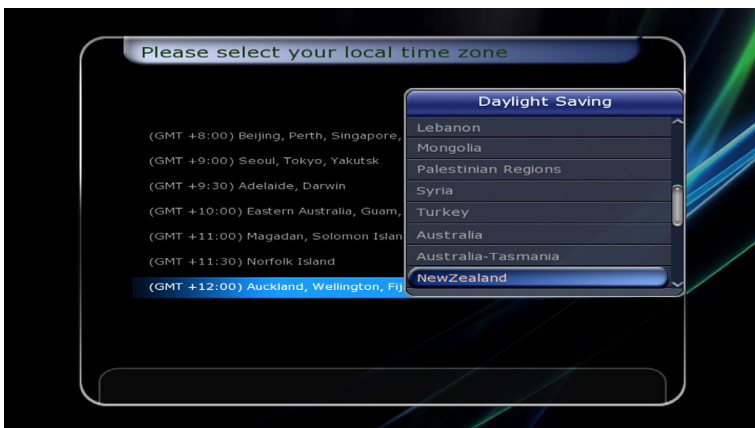 Please select your local time zone
(GMT +8:00) Beijing, Perth, Singapore,
(GMT +9:00) Seoul, Tokyo, Yakutsk
(GMT +9:30) Adelaide, Darwin
(GMT +10:00) Eastern Australia, Guam,
(GMT +11:00) Magadan, Solomon Islan
(GMT +11:30) Norfolk Island
(GMT +12:00) Auckland, Wellington, Fij
Daylight Saving
Lebanon
Mongolia
Palestinian Regions
Syria
Turkey
Australia
Australia-Tasmania
NewZealand